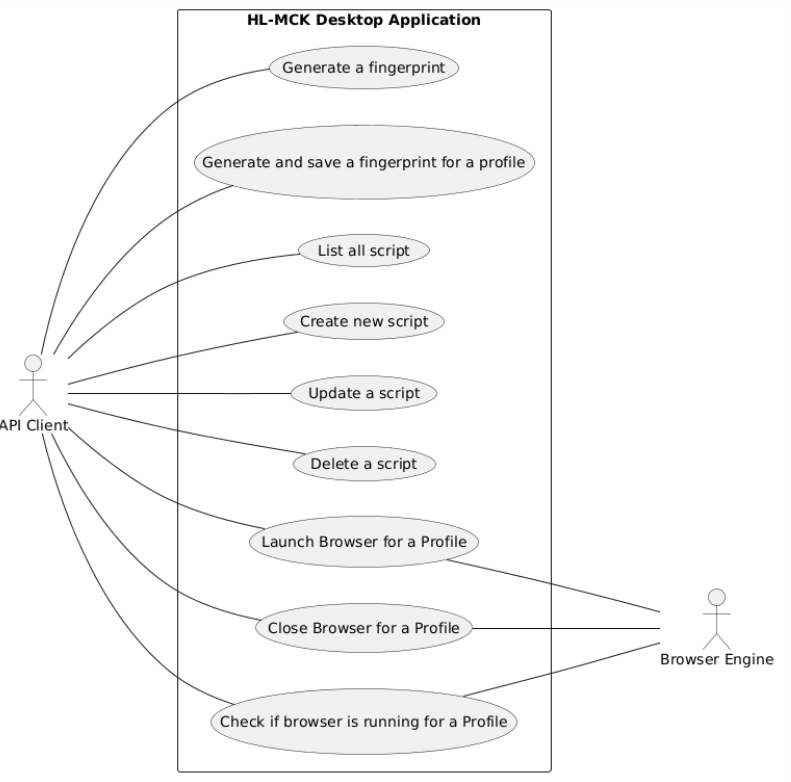 HL-MCK Desktop Application
Generate a fingerprint
Generate and save a fingerprint for a profile
List all script
Create new script
Update a script
Delete a script
API Client
Launch Browser for a Profile
Close Browser for a Profile
Browser Engine
Check if browser is running for a Profile